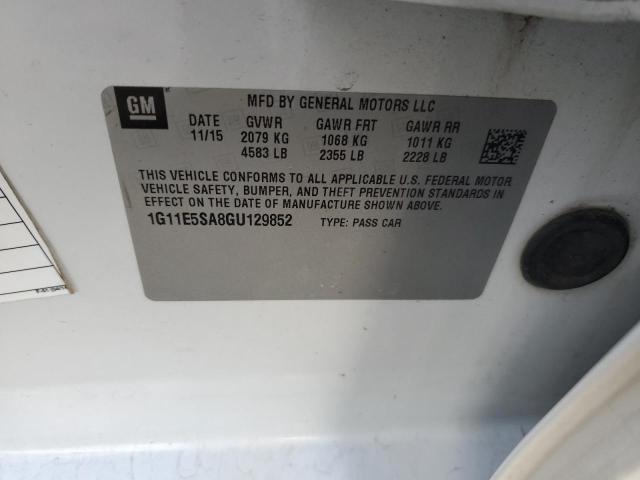 GM
MFD BY GENERAL MOTORS LLC
DATE GVWR GAWR FRT GAWR RR
11/15 2079 KG 1068 KG 1011 KG
4583 LB 2355 LB 2228 LB
THIS VEHICLE CONFORMS TO ALL APPLICABLE U.S. FEDERAL MOTOR
VEHICLE SAFETY, BUMPER, AND THEFT PREVENTION STANDARDS IN
EFFECT ON THE DATE OF MANUFACTURE SHOWN ABOVE.
1G11E5SA8GU129852 TYPE: PASS CAR